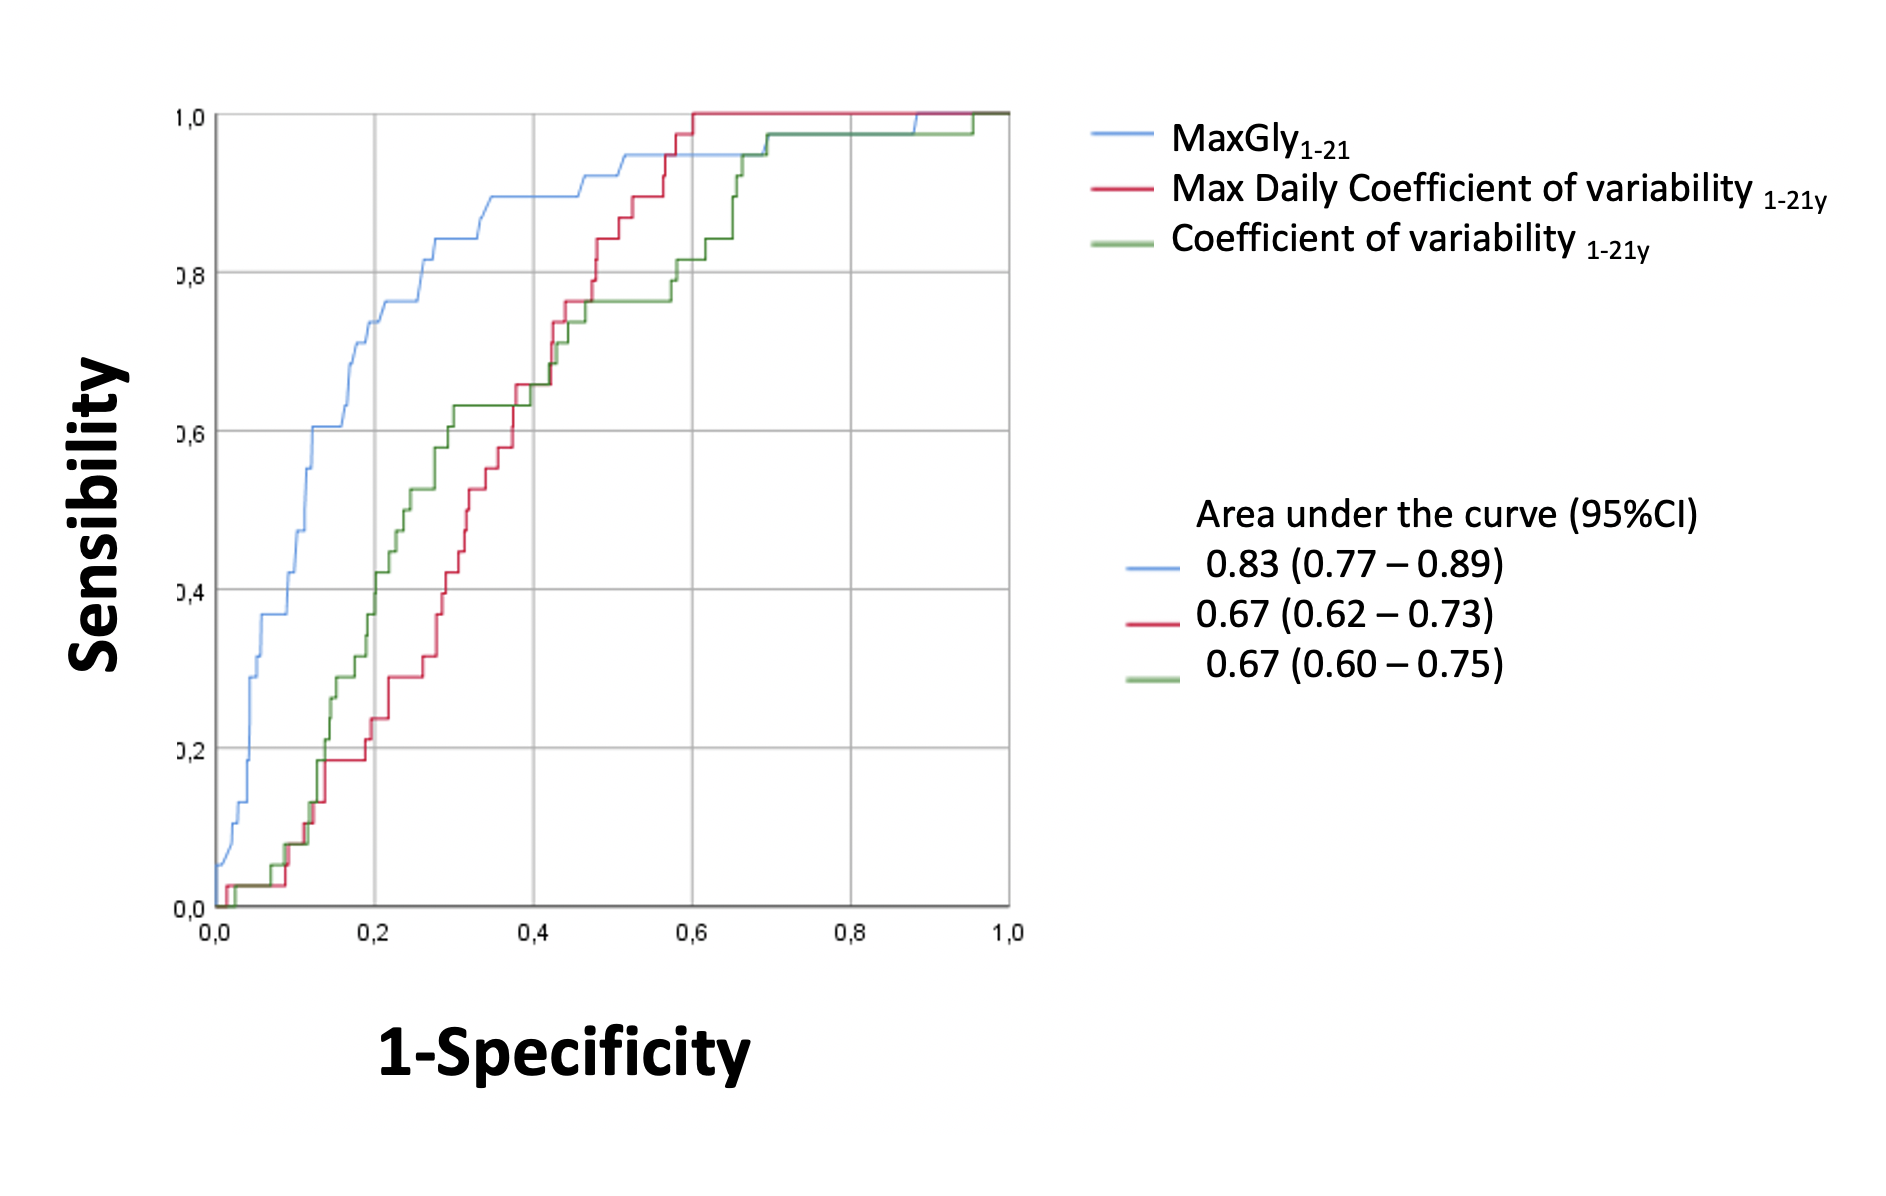 1,0
0,8
0,6
0,4
0,2
0,0
0,0 0,2 0,4 0,6 0,8 1,0
Sensibility
1-Specificity
MaxGly1-21
Max Daily Coefficient of variability 1-21y
Coefficient of variability 1-21y
Area under the curve (95%CI)
0.83 (0.77 – 0.89)
0.67 (0.62 – 0.73)
0.67 (0.60 – 0.75)